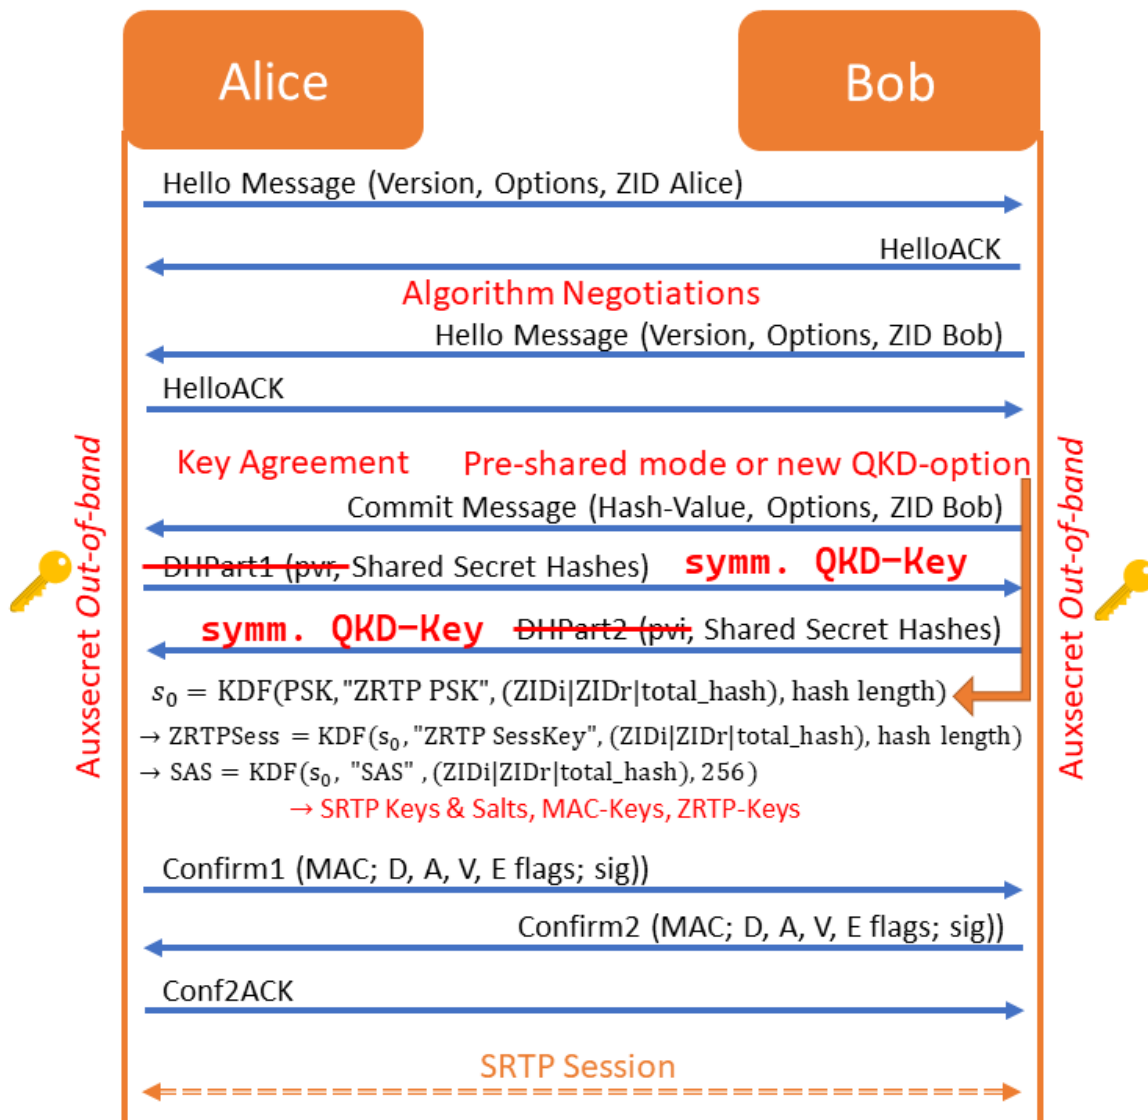 Alice
Bob
Hello Message (Version, Options, ZID Alice)
HelloACK
Algorithm Negotiations
Hello Message (Version, Options, ZID Bob)
HelloACK
Auxsecret Out-of-band
Auxsecret Out-of-band
Key Agreement
Pre-shared mode or new QKD-option
Commit Message (Hash-Value, Options, ZID Bob)
DHPart1 (pvr, Shared Secret Hashes) symm. QKD-Key
symm. QKD-Key DHPart2 (pvi, Shared Secret Hashes)
s₀ = KDF(PSK,"ZRTP PSK", (ZIDi|ZIDr|total_hash), hash length)
→ ZRTPSess = KDF(s₀,"ZRTP SessKey", (ZIDi|ZIDr|total_hash), hash length)
→ SAS = KDF(s₀, "SAS" , (ZIDi|ZIDr|total_hash), 256)
→ SRTP Keys & Salts, MAC-Keys, ZRTP-Keys
Confirm1 (MAC; D, A, V, E flags; sig))
Confirm2 (MAC; D, A, V, E flags; sig))
Conf2ACK
SRTP Session